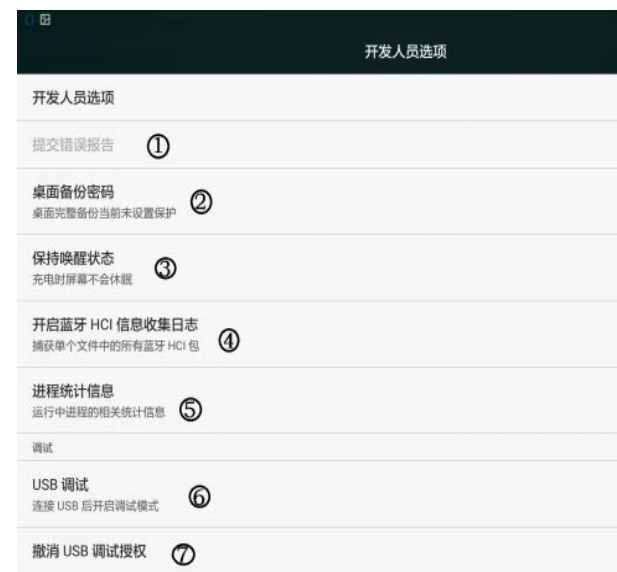 开发人员选项
开发人员选项
提交错误报告 ①
桌面备份密码 ②
桌面完整备份当前未设置保护
保持唤醒状态 ③
充电时屏幕不会休眠
开启蓝牙 HCI 信息收集日志 ④
捕获单个文件中的所有蓝牙 HCI 包
进程统计信息 ⑤
运行中进程的相关统计信息
调试
USB 调试 ⑥
连接 USB 后开启调试模式
撤消 USB 调试授权 ⑦